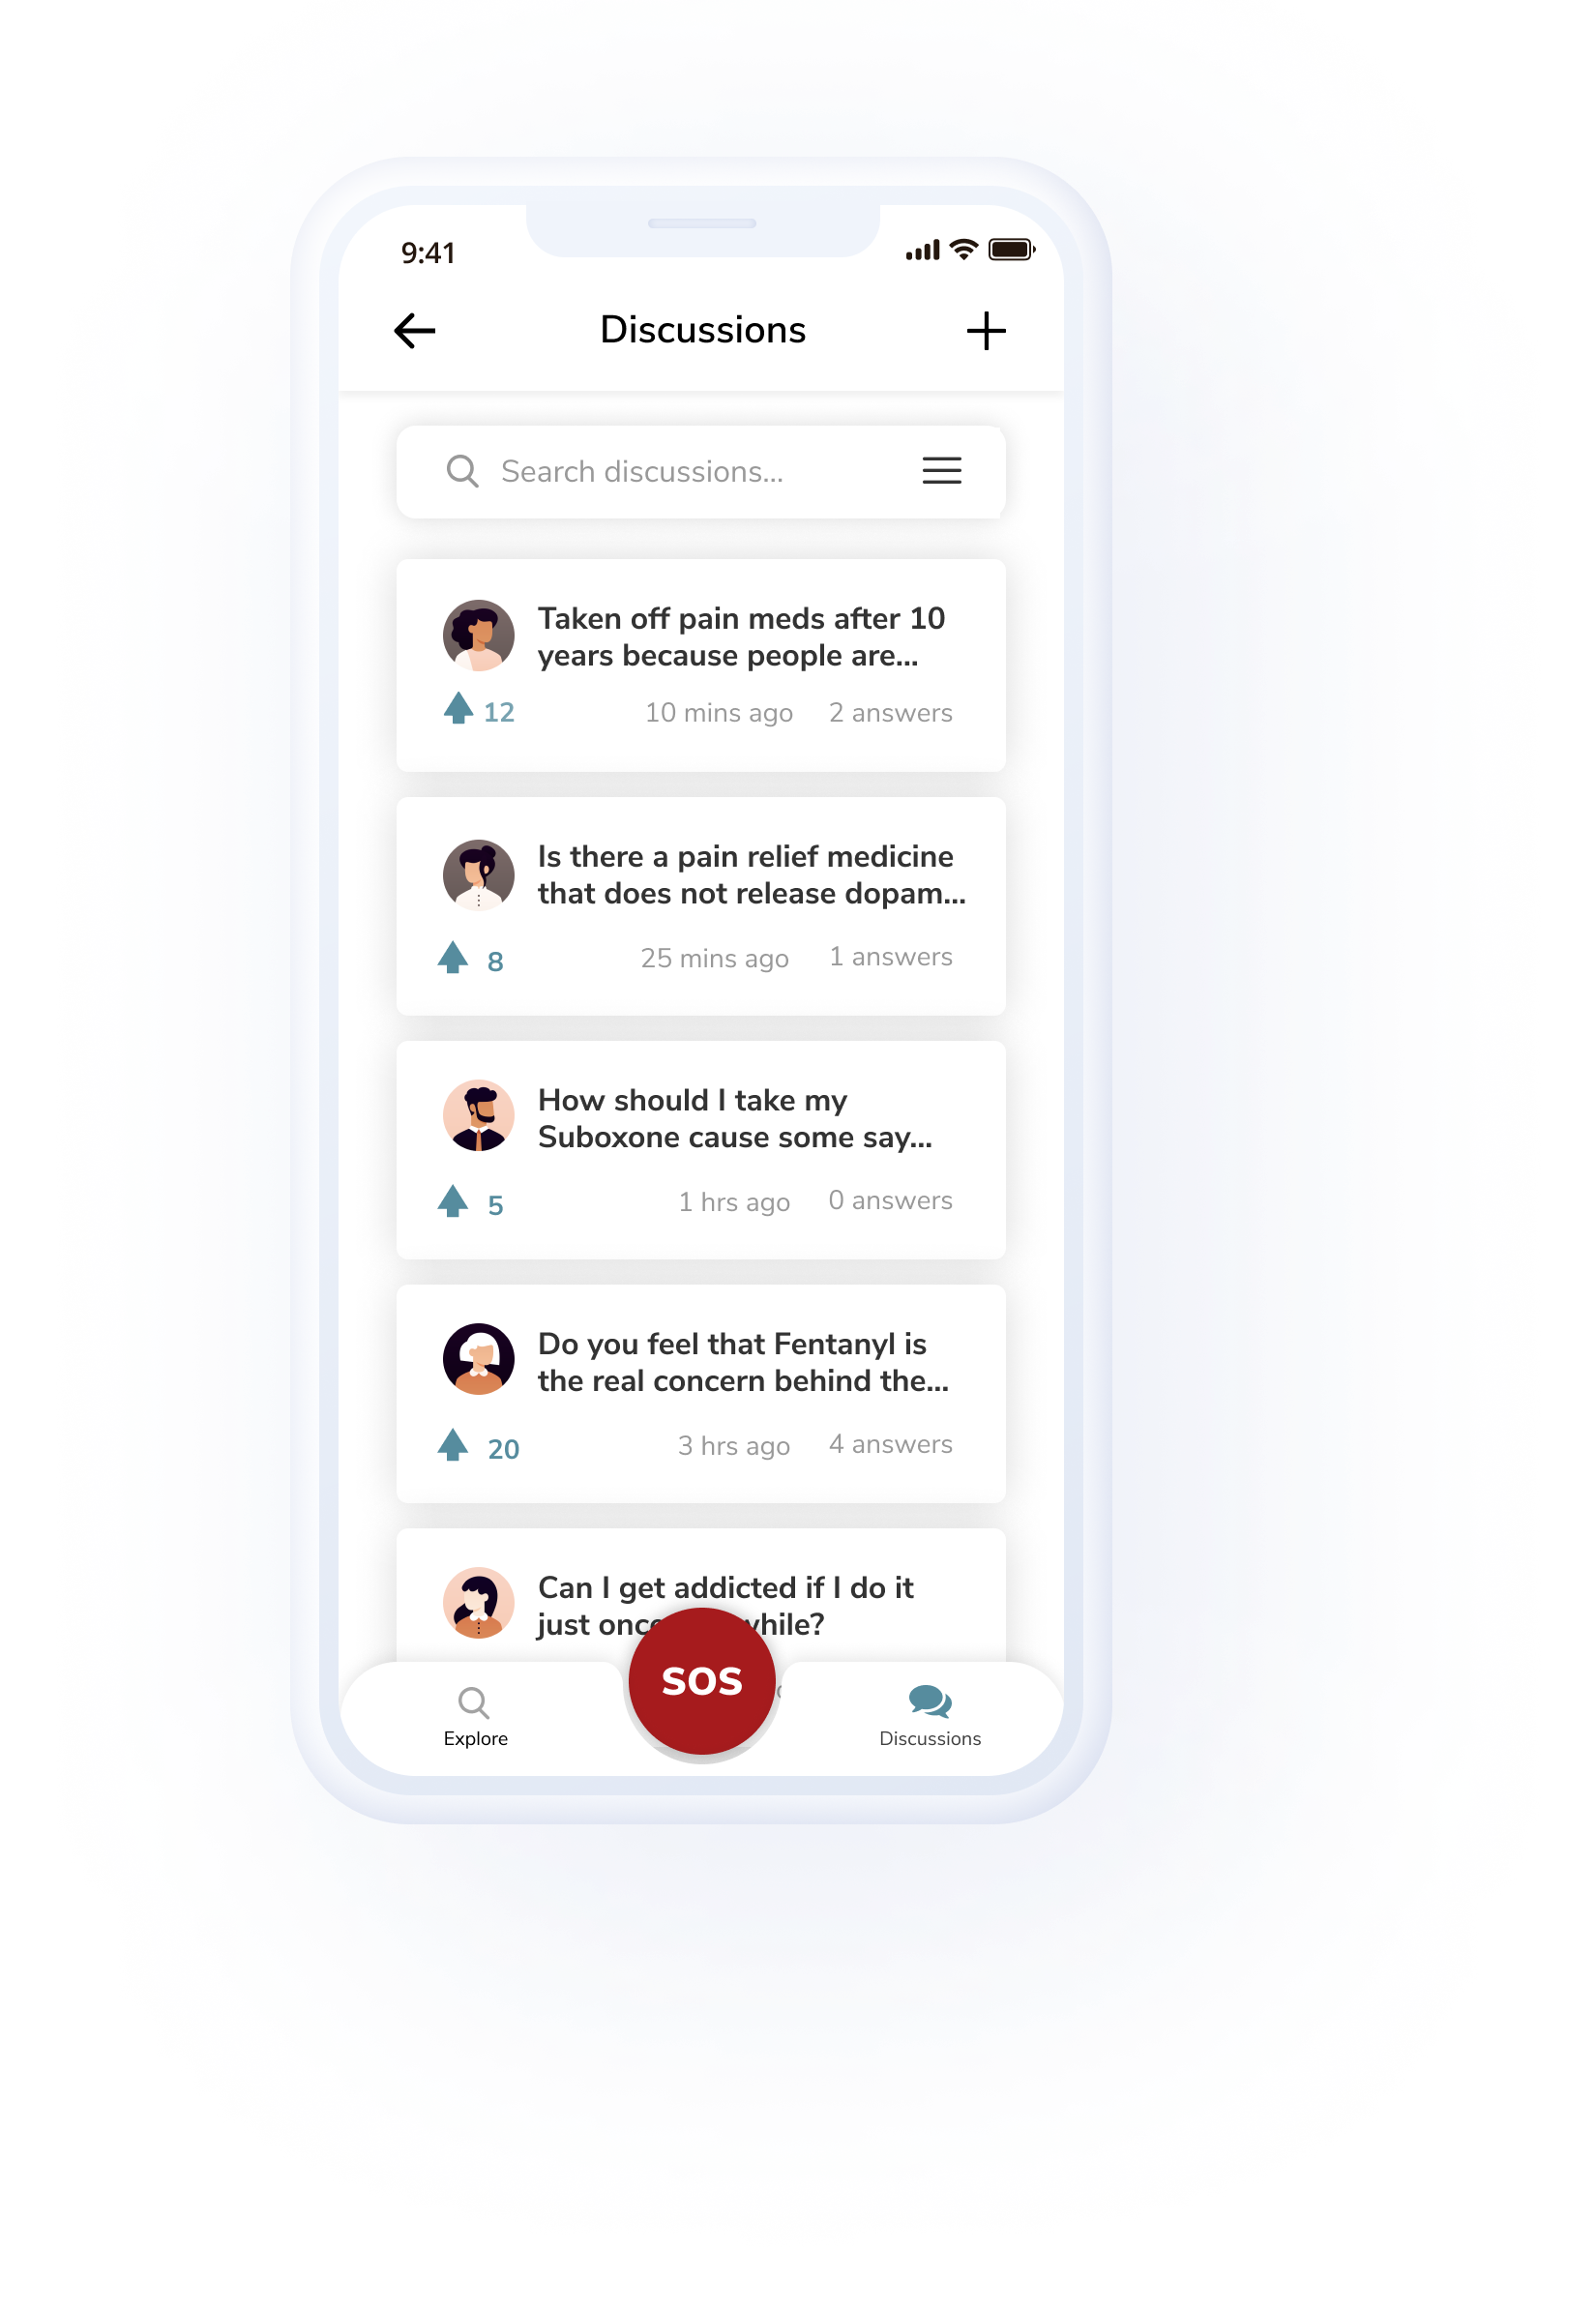 9:41
Discussions
Search discussions...
Taken off pain meds after 10
years because people are...
12 10 mins ago 2 answers
Is there a pain relief medicine
that does not release dopam...
8 25 mins ago 1 answers
How should I take my
Suboxone cause some say...
5 1 hrs ago 0 answers
Do you feel that Fentanyl is
the real concern behind the...
20 3 hrs ago 4 answers
Can I get addicted if I do it
just
SOS
Explore
Discussions